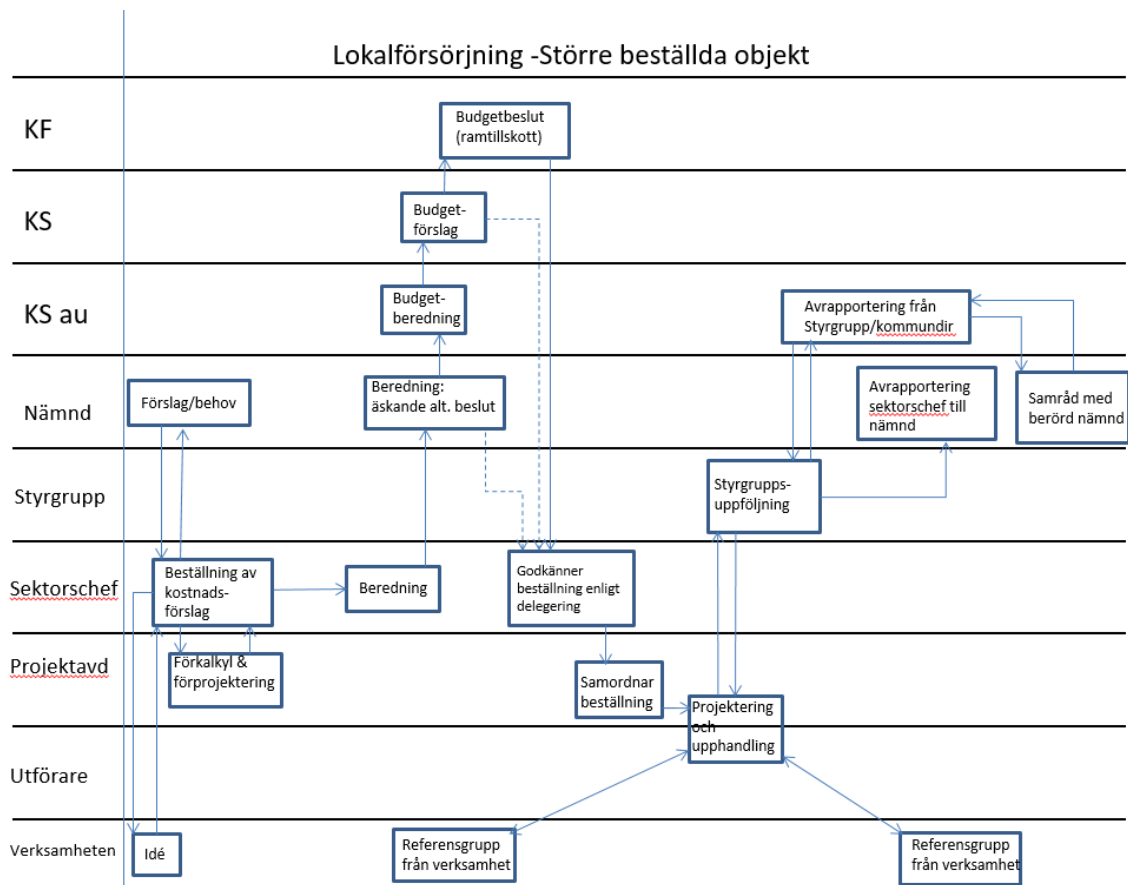 Lokalförsörjning -Större beställda objekt
KF
Budgetbeslut
(ramtillskott)
KS
Budget-
förslag
KS au
Budget-
beredning
Avrapportering från
Styrgrupp/kommundir
Nämnd
Förslag/behov
Beredning:
äskande alt. beslut
Avrapportering
sektorschef till
nämnd
Samråd med
berörd nämnd
Styrgrupp
Styrgrupps-
uppföljning
Sektorschef
Beställning av
kostnads-
förslag
Beredning
Godkänner
beställning enligt
delegering
Projektavd
Förkalkyl &
förprojektering
Samordnar
beställning
Projektering
och
upphandling
Utförare
Verksamheten
Idé
Referensgrupp
från verksamhet
Referensgrupp
från verksamhet